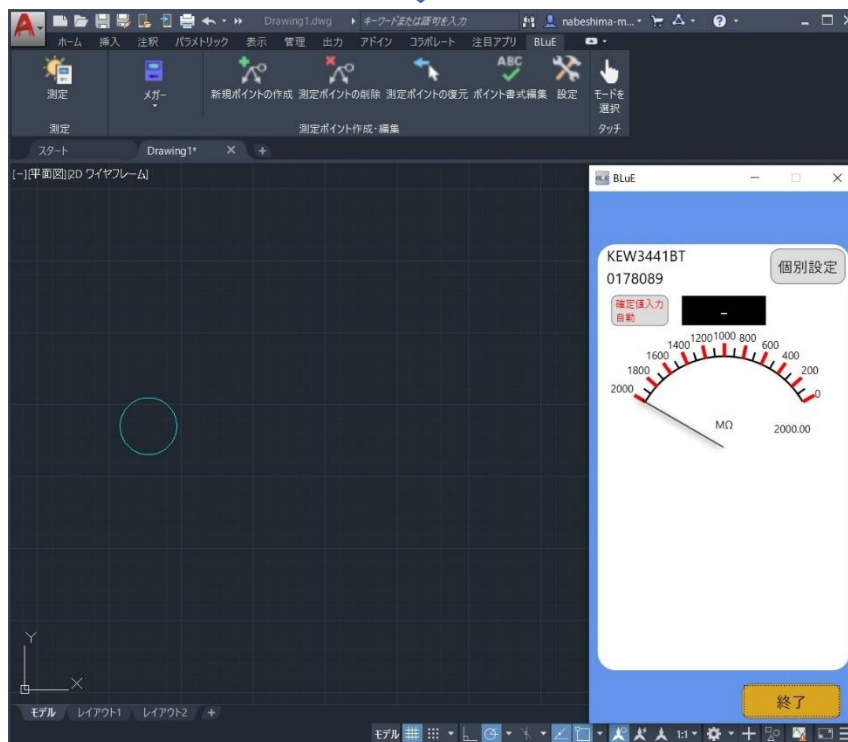 A Drawing1.dwg キーワードまたは語句を入力 nabeshima-m...
ホーム 挿入 注釈 パラメトリック 表示 管理 出力 アドイン コラボレート 注目アプリ BLuE
測定 メガー 新規ポイントの作成 測定ポイントの削除 測定ポイントの復元 ABC ポイント書式編集 設定 モードを
選択
測定 測定ポイント作成・編集 タッチ
スタート Drawing1* × +
[−][平面図][2D ワイヤフレーム]
BLuE
KEW3441BT
0178089
個別設定
確定値入力
自動
–
2000 1800 1600 1400 1200 1000 800 600 400 200 0
MΩ 2000.00
Y
X
終了
モデル レイアウト1 レイアウト2 +
モデル 1:1